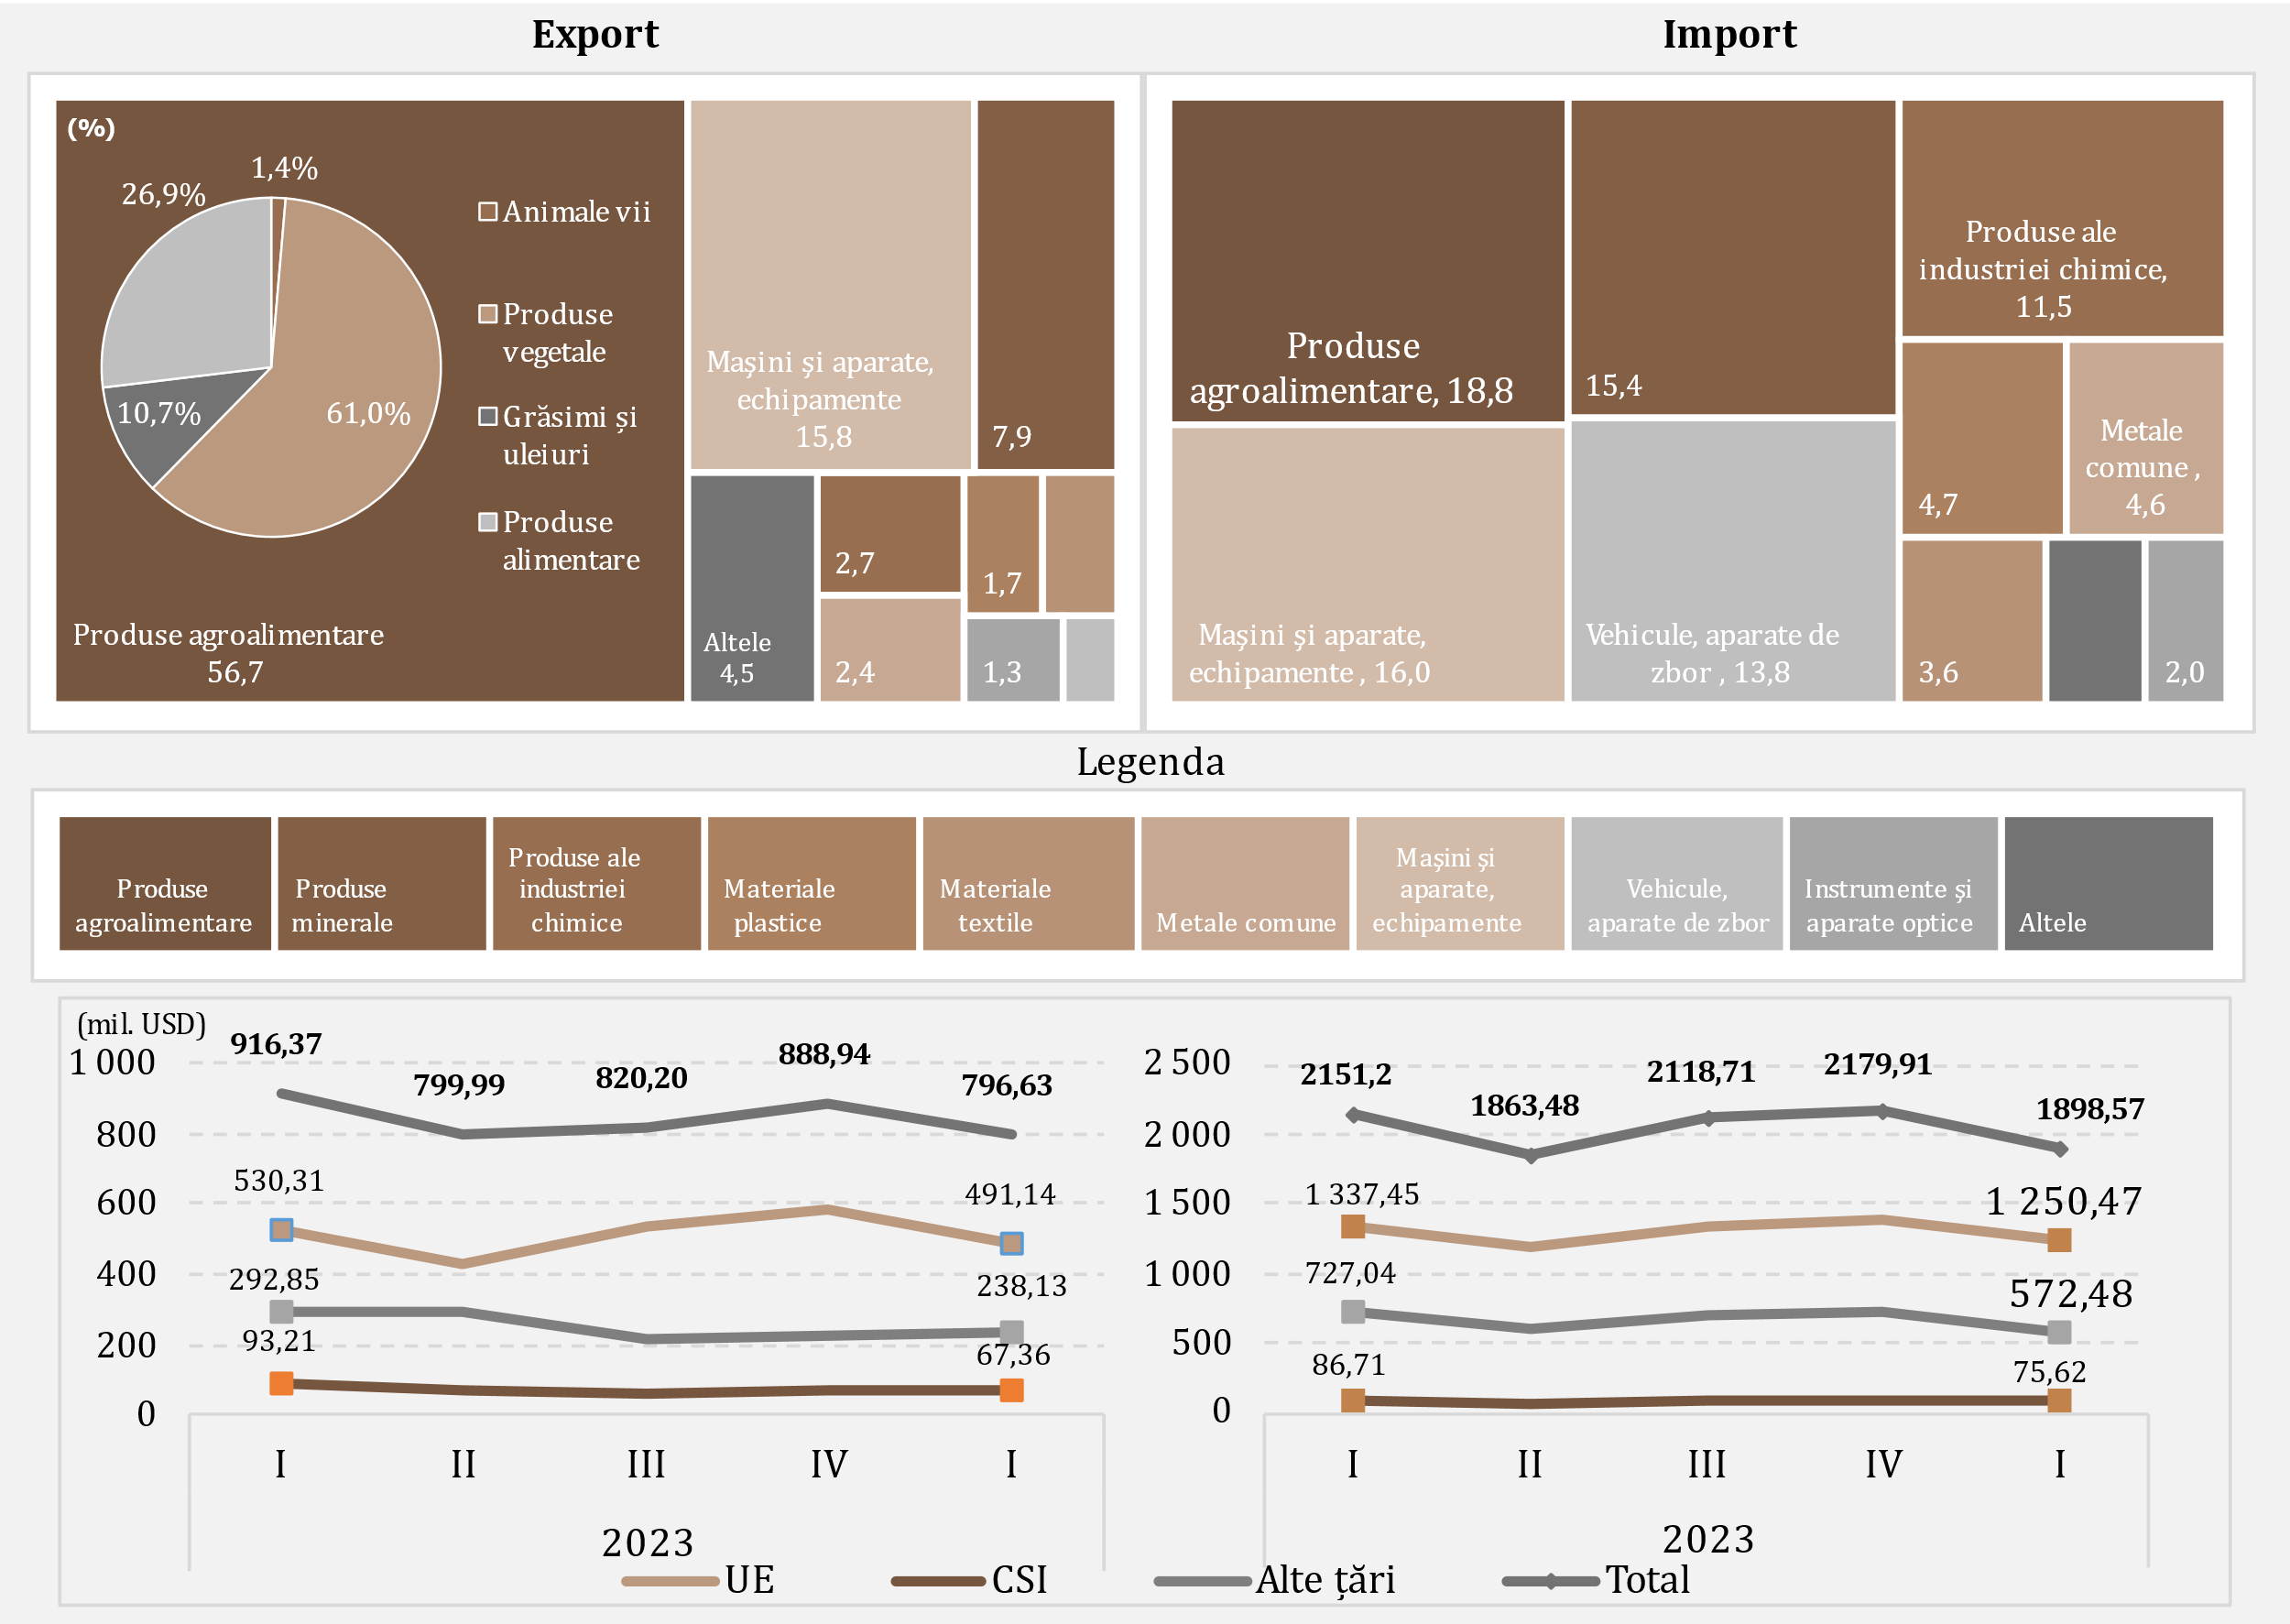 Export
Import
(%)
1,4%
26,9%
10,7%
61,0%
Animale vii
Produse
vegetale
Grăsimi și
uleiuri
Produse
alimentare
Produse agroalimentare
56,7
Mașini și aparate,
echipamente
15,8
7,9
Altele
4,5
2,7
2,4
1,7
1,3
Produse
agroalimentare, 18,8
15,4
Produse ale
industriei chimice,
11,5
4,7
Metale
comune ,
4,6
Mașini și aparate,
echipamente , 16,0
Vehicule, aparate de
zbor , 13,8
3,6
2,0
Legenda
Produse
agroalimentare
Produse
minerale
Produse ale
industriei
chimice
Materiale
plastice
Materiale
textile
Metale comune
Mașini și
aparate,
echipamente
Vehicule,
aparate de zbor
Instrumente și
aparate optice
Altele
(mil. USD)
1 000
800
600
400
200
0
916,37
799,99
820,20
888,94
796,63
530,31
491,14
292,85
238,13
93,21
67,36
I
II
III
IV
I
2023
2 500
2 000
1 500
1 000
500
0
2151,2
1863,48
2118,71
2179,91
1898,57
1 337,45
1 250,47
727,04
572,48
86,71
75,62
I
II
III
IV
I
2023
UE
CSI
Alte țări
Total